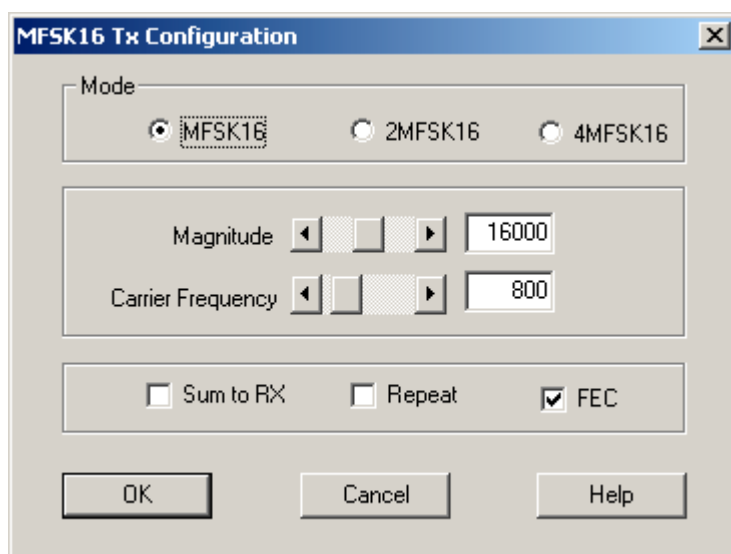 MFSK16 Tx Configuration
Mode
MFSK16 2MFSK16 4MFSK16
Magnitude 16000
Carrier Frequency 800
Sum to RX Repeat FEC
OK Cancel Help